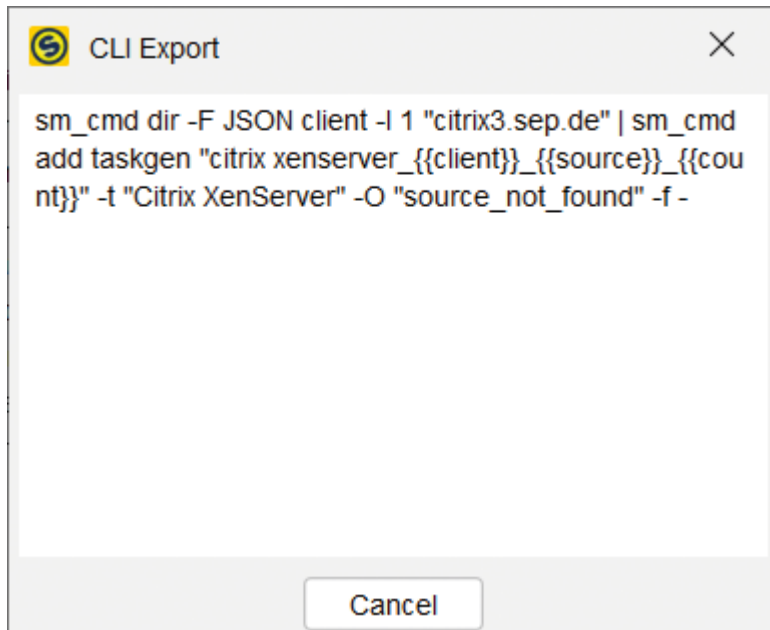 CLI Export
sm_cmd dir -F JSON client -l 1 "citrix3.sep.de" | sm_cmd
add taskgen "citrix xenserver_{{client}}_{{source}}_{{cou
nt}}" -t "Citrix XenServer" -O "source_not_found" -f -
Cancel